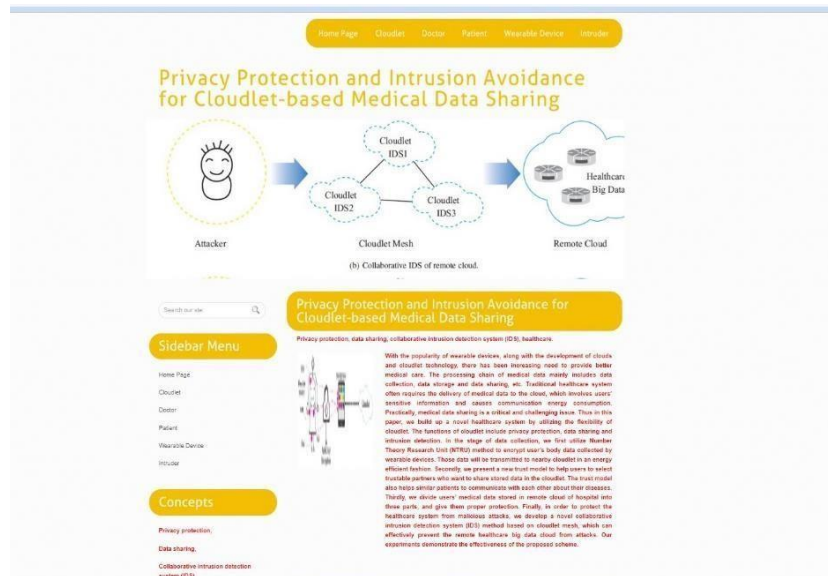 Home Page Cloudlet Doctor Patient Wearable Device Intruder
Privacy Protection and Intrusion Avoidance
for Cloudlet-based Medical Data Sharing
Cloudlet
IDS1
Cloudlet
IDS2
Cloudlet
IDS3
Healthcare
Big Data
Attacker
Cloudlet Mesh
Remote Cloud
(b) Collaborative IDS of remote cloud.
Search our site:
Sidebar Menu
Home Page
Cloudlet
Doctor
Patient
Wearable Device
Intruder
Concepts
Privacy protection,
Data sharing,
Collaborative intrusion detection
system (IDS)
Privacy Protection and Intrusion Avoidance for
Cloudlet-based Medical Data Sharing
Privacy protection, data sharing, collaborative intrusion detection system (IDS), healthcare.
With the popularity of wearable devices, along with the development of clouds
and cloudlet technology, there has been increasing need to provide better
medical care. The processing chain of medical data mainly includes data
collection, data storage and data sharing, etc. Traditional healthcare system
often requires the delivery of medical data to the cloud, which involves users'
sensitive information and causes communication energy consumption.
Practically, medical data sharing is a critical and challenging issue. Thus in this
paper, we build up a novel healthcare system by utilizing the flexibility of
cloudlet. The functions of cloudlet include privacy protection, data sharing and
intrusion detection. In the stage of data collection, we first utilize Number
Theory Research Unit (NTRU) method to encrypt user's body data collected by
wearable devices. Those data will be transmitted to nearby cloudlet in an energy
efficient fashion. Secondly, we present a new trust model to help users to select
trustable partners who want to share stored data in the cloudlet. The trust model
also helps similar patients to communicate with each other about their diseases.
Thirdly, we divide users' medical data stored in remote cloud of hospital into
three parts, and give them proper protection. Finally, in order to protect the
healthcare system from malicious attacks, we develop a novel collaborative
intrusion detection system (IDS) method based on cloudlet mesh, which can
effectively prevent the remote healthcare big data cloud from attacks. Our
experiments demonstrate the effectiveness of the proposed scheme.